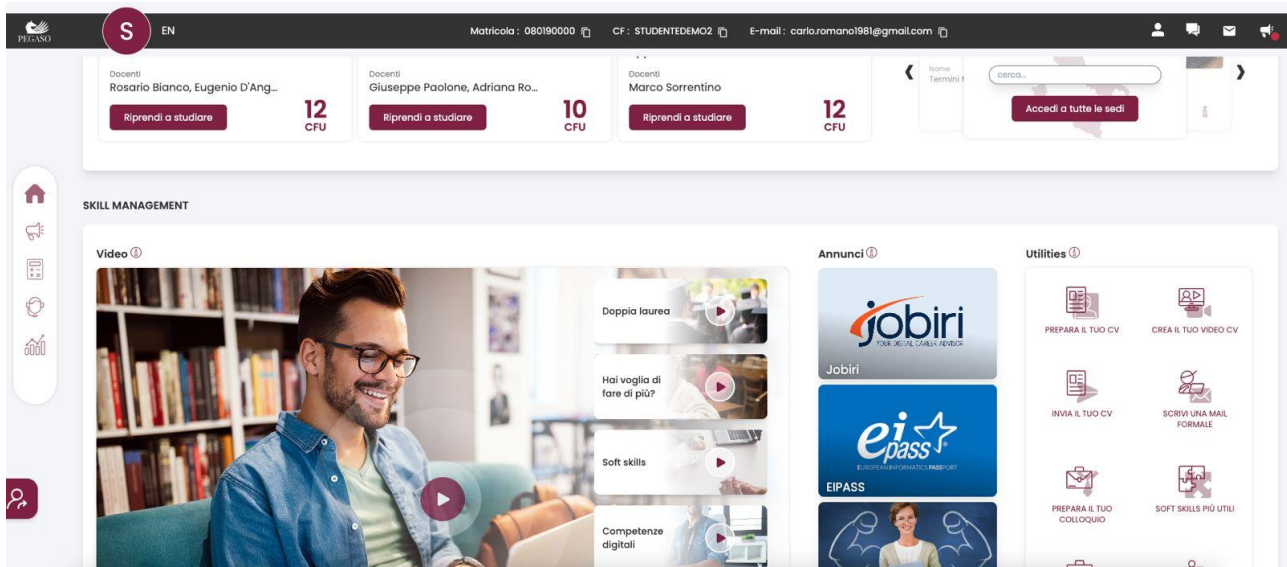 PEGASO
S
EN
Matricola : 080190000
CF : STUDENTEDEMO2
E-mail : carlo.romano1981@gmail.com
Docenti
Rosario Bianco, Eugenio D'Ang...
Riprendi a studiare
12
CFU
Docenti
Giuseppe Paolone, Adriana Ro...
Riprendi a studiare
10
CFU
Docenti
Marco Sorrentino
Riprendi a studiare
12
CFU
Nome
Termini
cerca...
Accedi a tutte le sedi
SKILL MANAGEMENT
Video
Doppia laurea
Hai voglia di
fare di più?
Soft skills
Competenze
digitali
Annunci
jobiri
YOUR DIGITAL CAREER ADVISOR
Jobiri
eipass
EUROPEAN INFORMATICS PASSPORT
EIPASS
Utilities
PREPARA IL TUO CV
CREA IL TUO VIDEO CV
INVIA IL TUO CV
SCRIVI UNA MAIL
FORMALE
PREPARA IL TUO
COLLOQUIO
SOFT SKILLS PIÙ UTILI